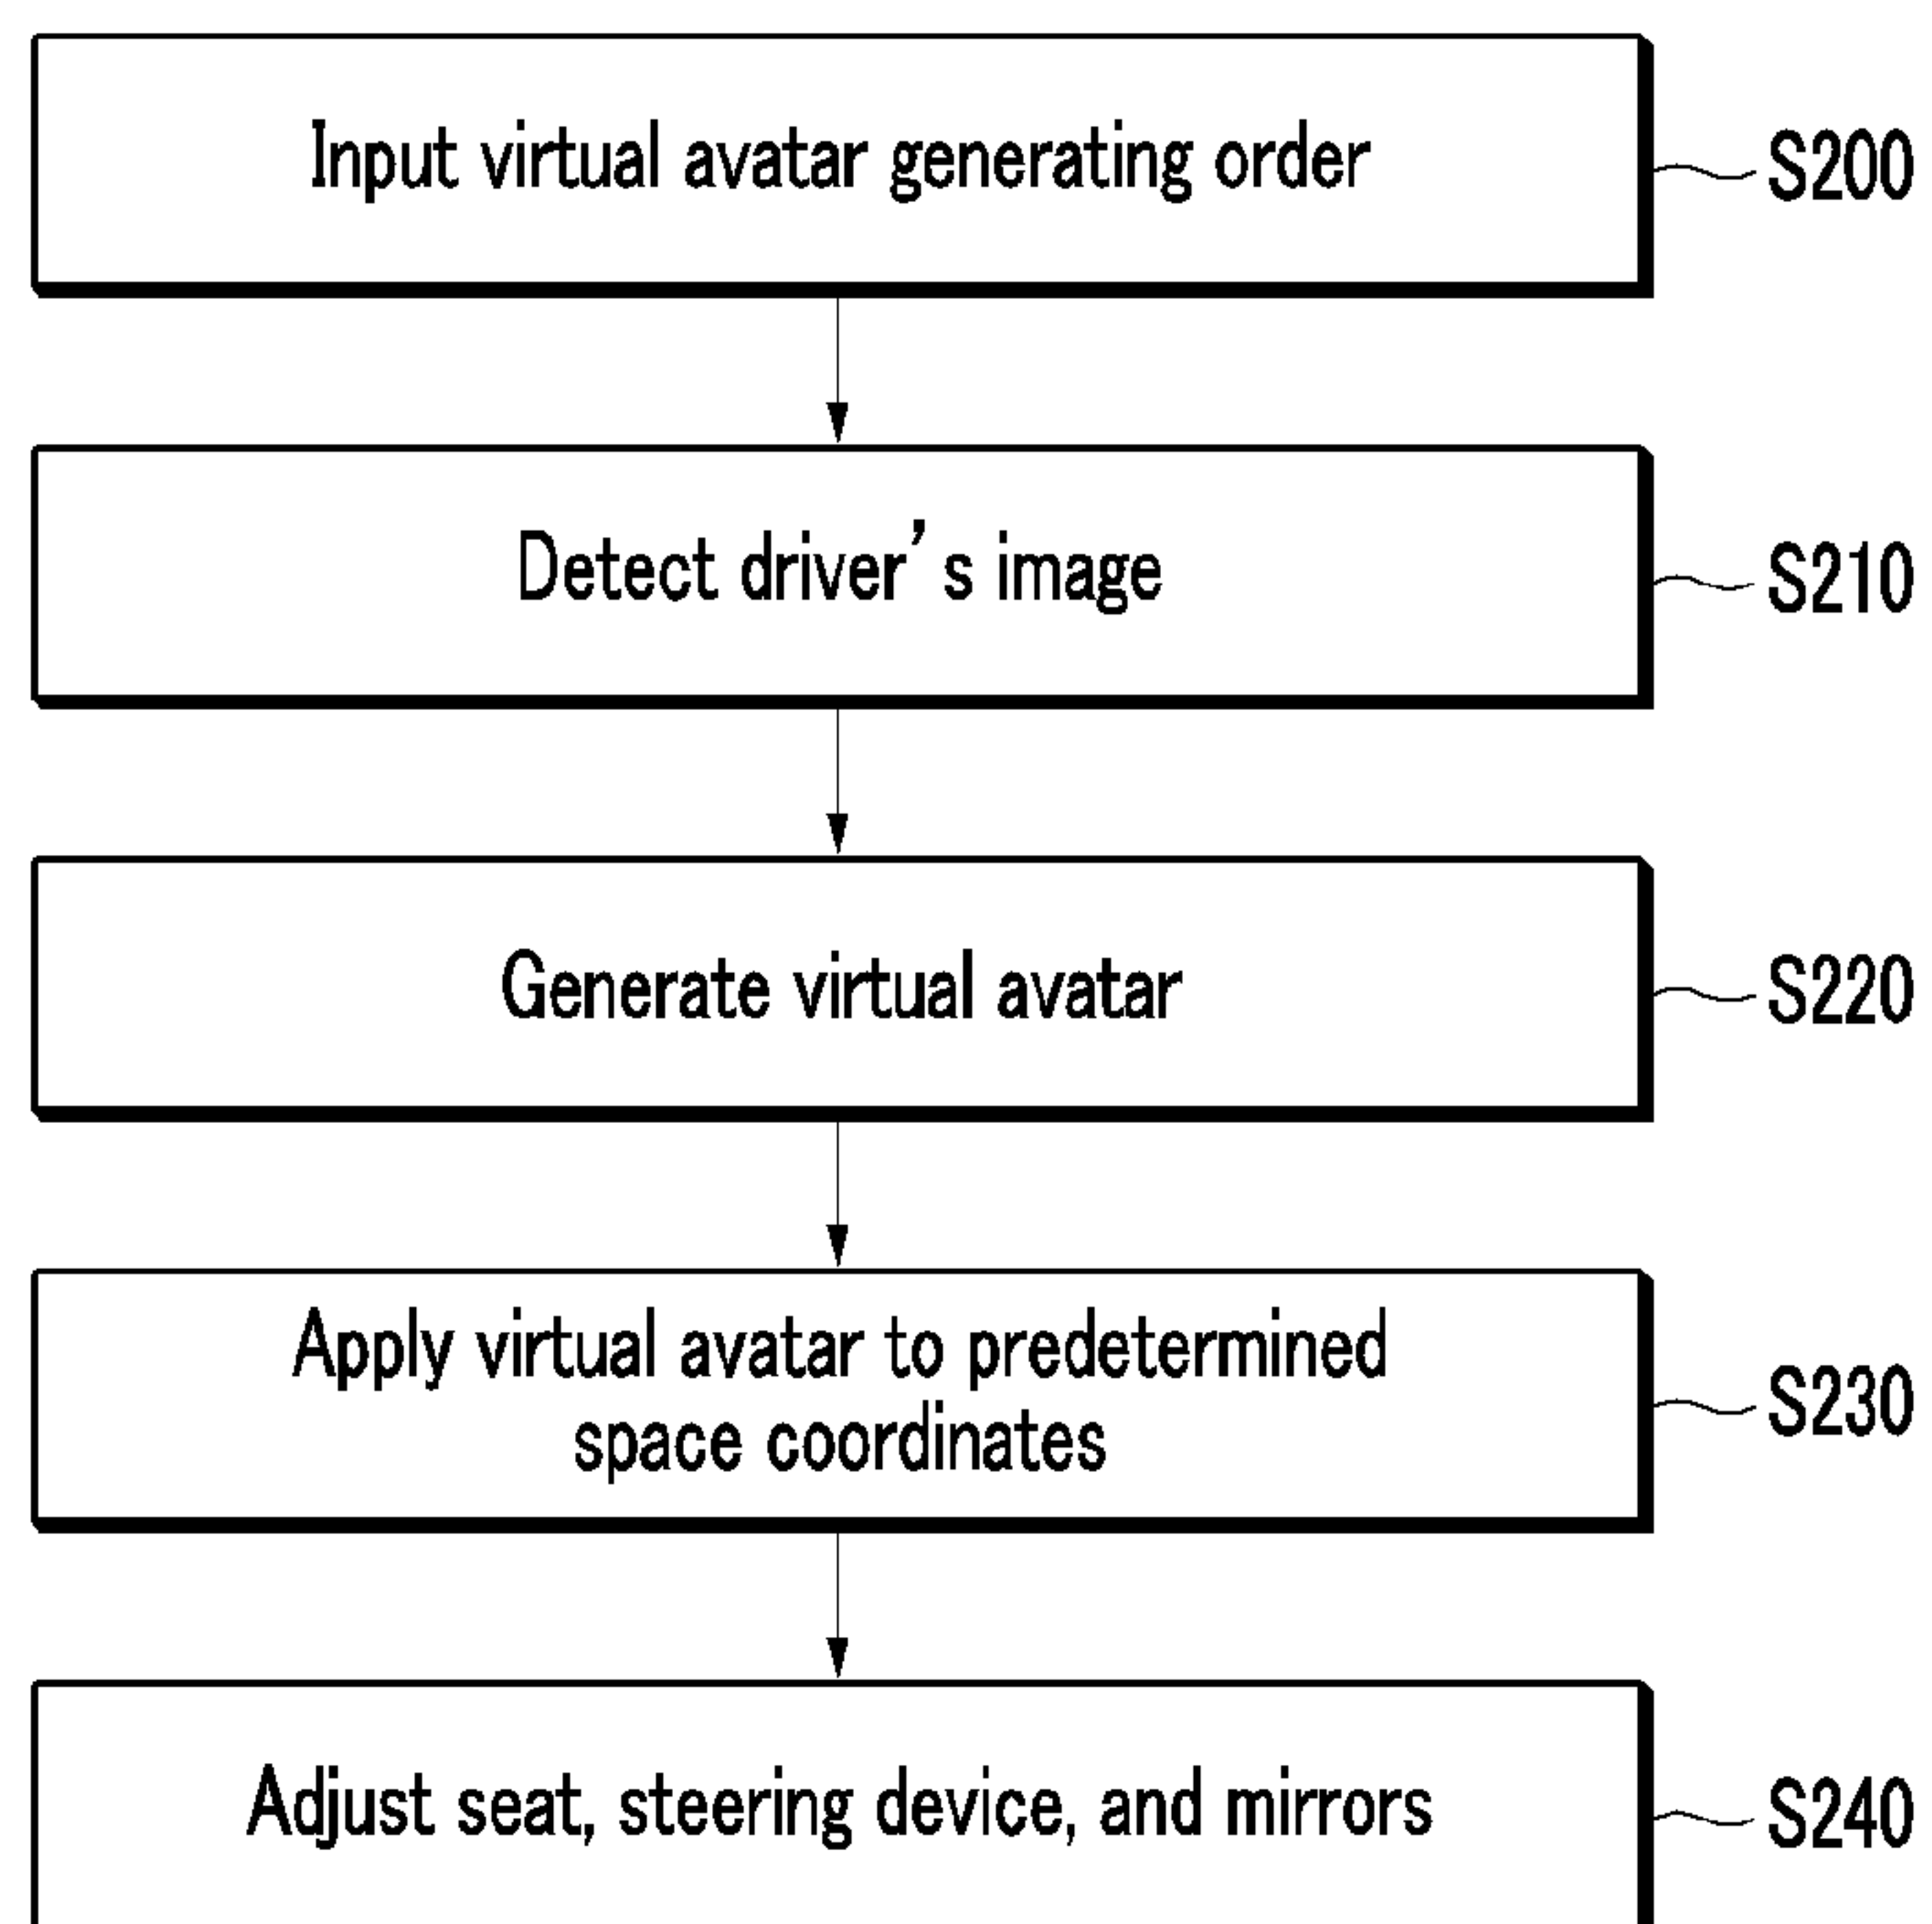 Input virtual avatar generating order
S200
Detect driver's image
S210
Generate virtual avatar
S220
Apply virtual avatar to predetermined
space coordinates
S230
Adjust seat, steering device, and mirrors
S240